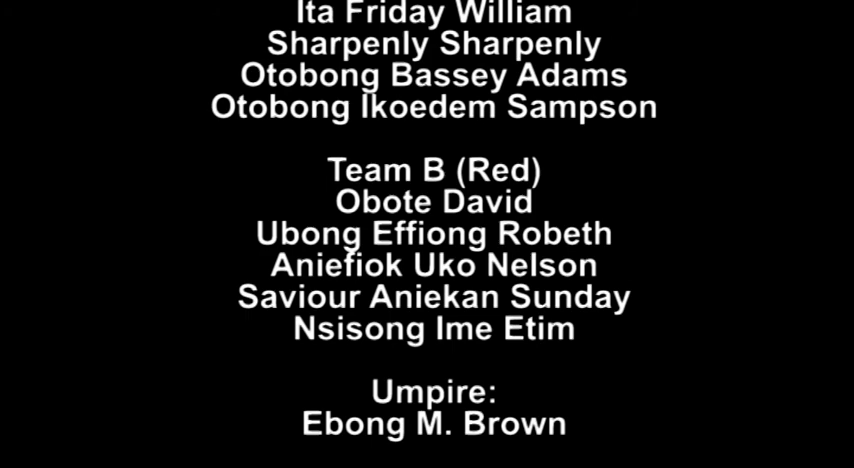 Ita Friday William
Sharpenly Sharpenly
Otobong Bassey Adams
Otobong Ikoedem Sampson
Team B (Red)
Obote David
Ubong Effiong Robeth
Aniefiok Uko Nelson
Saviour Aniekan Sunday
Nsisong Ime Etim
Umpire:
Ebong M. Brown